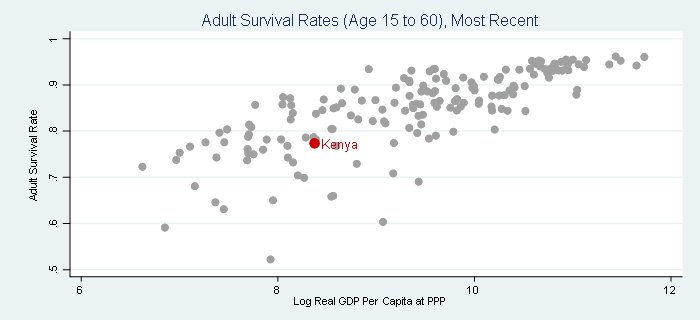 Adult Survival Rates (Age 15 to 60), Most Recent
Adult Survival Rate
1
.9
.8
.7
.6
.5
Kenya
6 8 10 12
Log Real GDP Per Capita at PPP